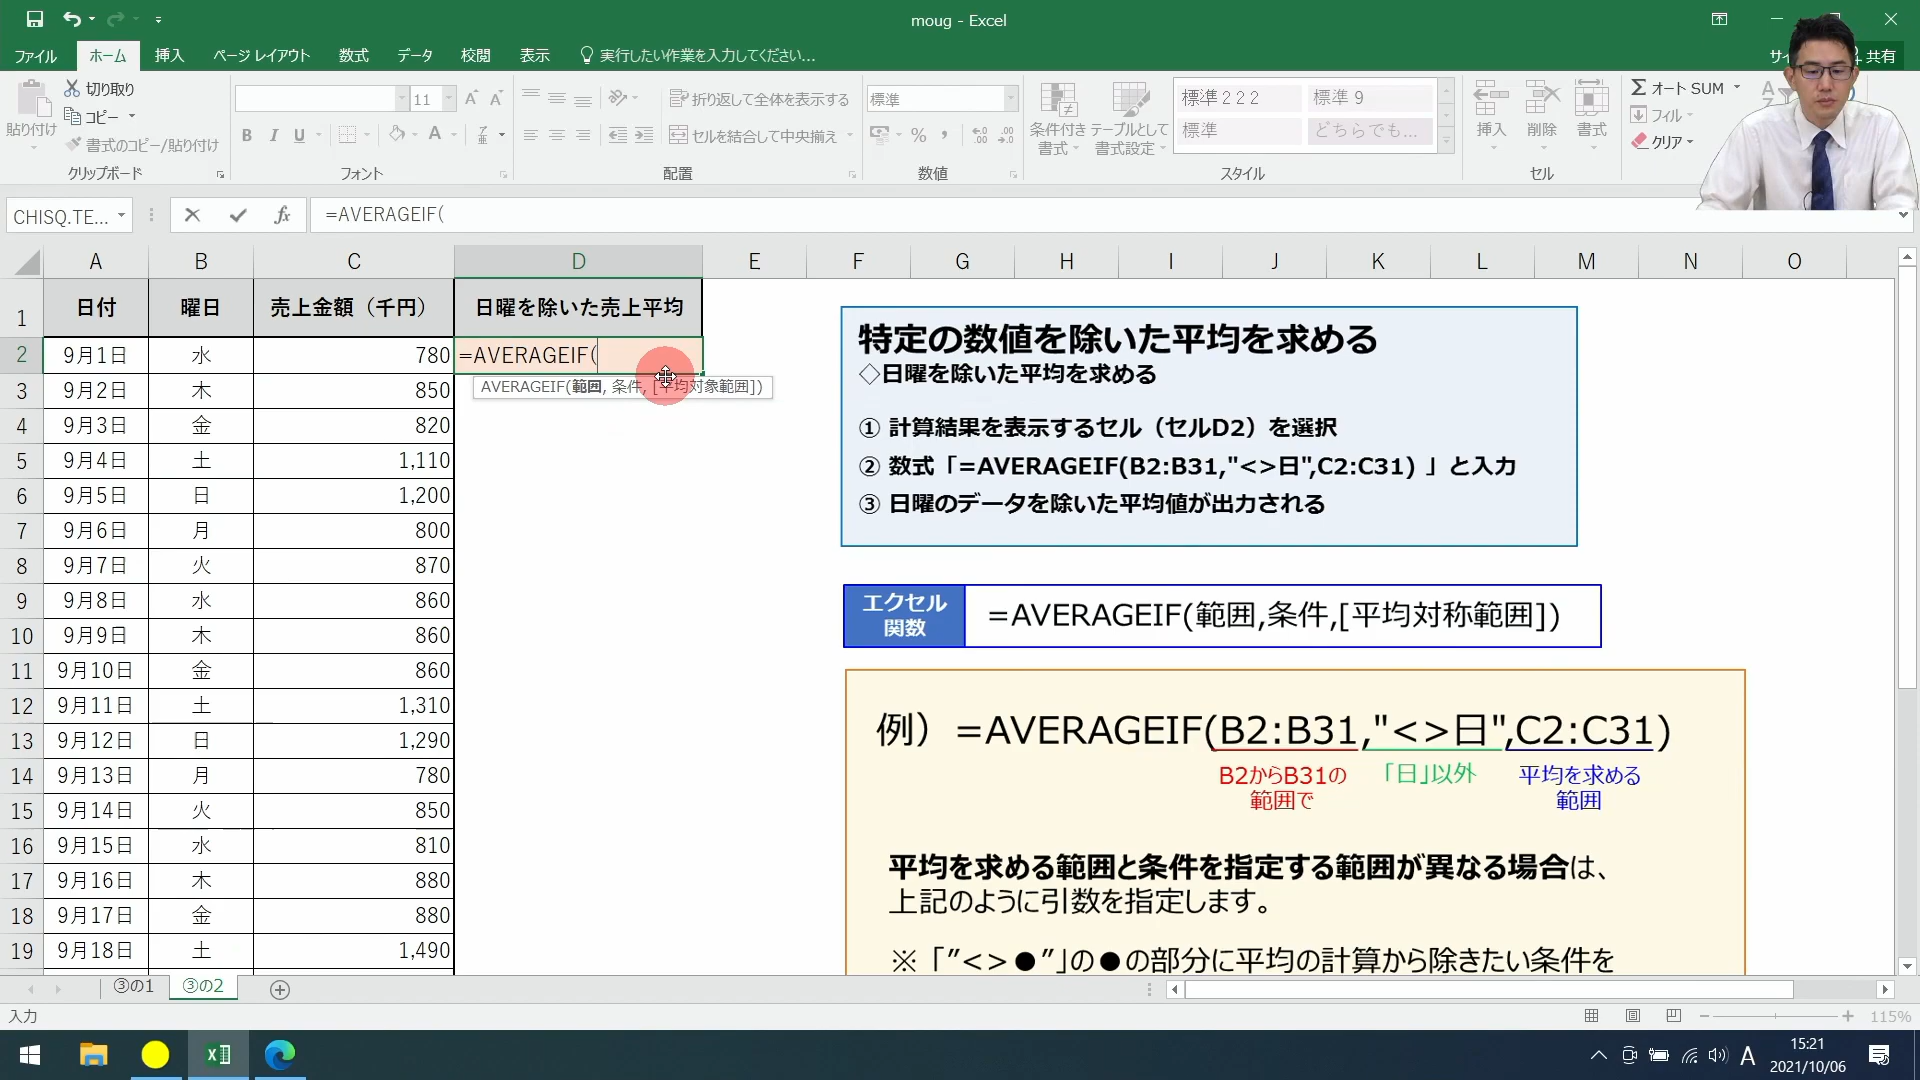 moug - Excel
ファイル ホーム 挿入 ページ レイアウト 数式 データ 校閲 表示 実行したい作業を入力してください... サイ 共有
切り取り
コピー
書式のコピー/貼り付け
貼り付け
クリップボード
11
B I U A
フォント
折り返して全体を表示する
セルを結合して中央揃え
配置
標準
%
数値
条件付き書式
テーブルとして書式設定
標準 2 2 2 標準 9
標準 どちらでも...
スタイル
挿入 削除 書式
セル
オート SUM
フィル
クリア
CHISQ.TE... fx =AVERAGEIF(
A B C D E F G H I J K L M N O
1 日付 曜日 売上金額（千円） 日曜を除いた売上平均
2 9月1日 水 780 =AVERAGEIF(
AVERAGEIF(範囲, 条件, [平均対象範囲])
3 9月2日 木 850
4 9月3日 金 820
5 9月4日 土 1,110
6 9月5日 日 1,200
7 9月6日 月 800
8 9月7日 火 870
9 9月8日 水 860
10 9月9日 木 860
11 9月10日 金 860
12 9月11日 土 1,310
13 9月12日 日 1,290
14 9月13日 月 780
15 9月14日 火 850
16 9月15日 水 810
17 9月16日 木 880
18 9月17日 金 880
19 9月18日 土 1,490
特定の数値を除いた平均を求める
◇日曜を除いた平均を求める
① 計算結果を表示するセル（セルD2）を選択
② 数式「=AVERAGEIF(B2:B31,"<>日",C2:C31) 」と入力
③ 日曜のデータを除いた平均値が出力される
エクセル
関数
=AVERAGEIF(範囲,条件,[平均対称範囲])
例）=AVERAGEIF(B2:B31,"<>日",C2:C31)
B2からB31の
範囲で
「日」以外
平均を求める
範囲
平均を求める範囲と条件を指定する範囲が異なる場合は、
上記のように引数を指定します。
※「"<>●"」の●の部分に平均の計算から除きたい条件を
③の1 ③の2
入力
115%
A
15:21
2021/10/06